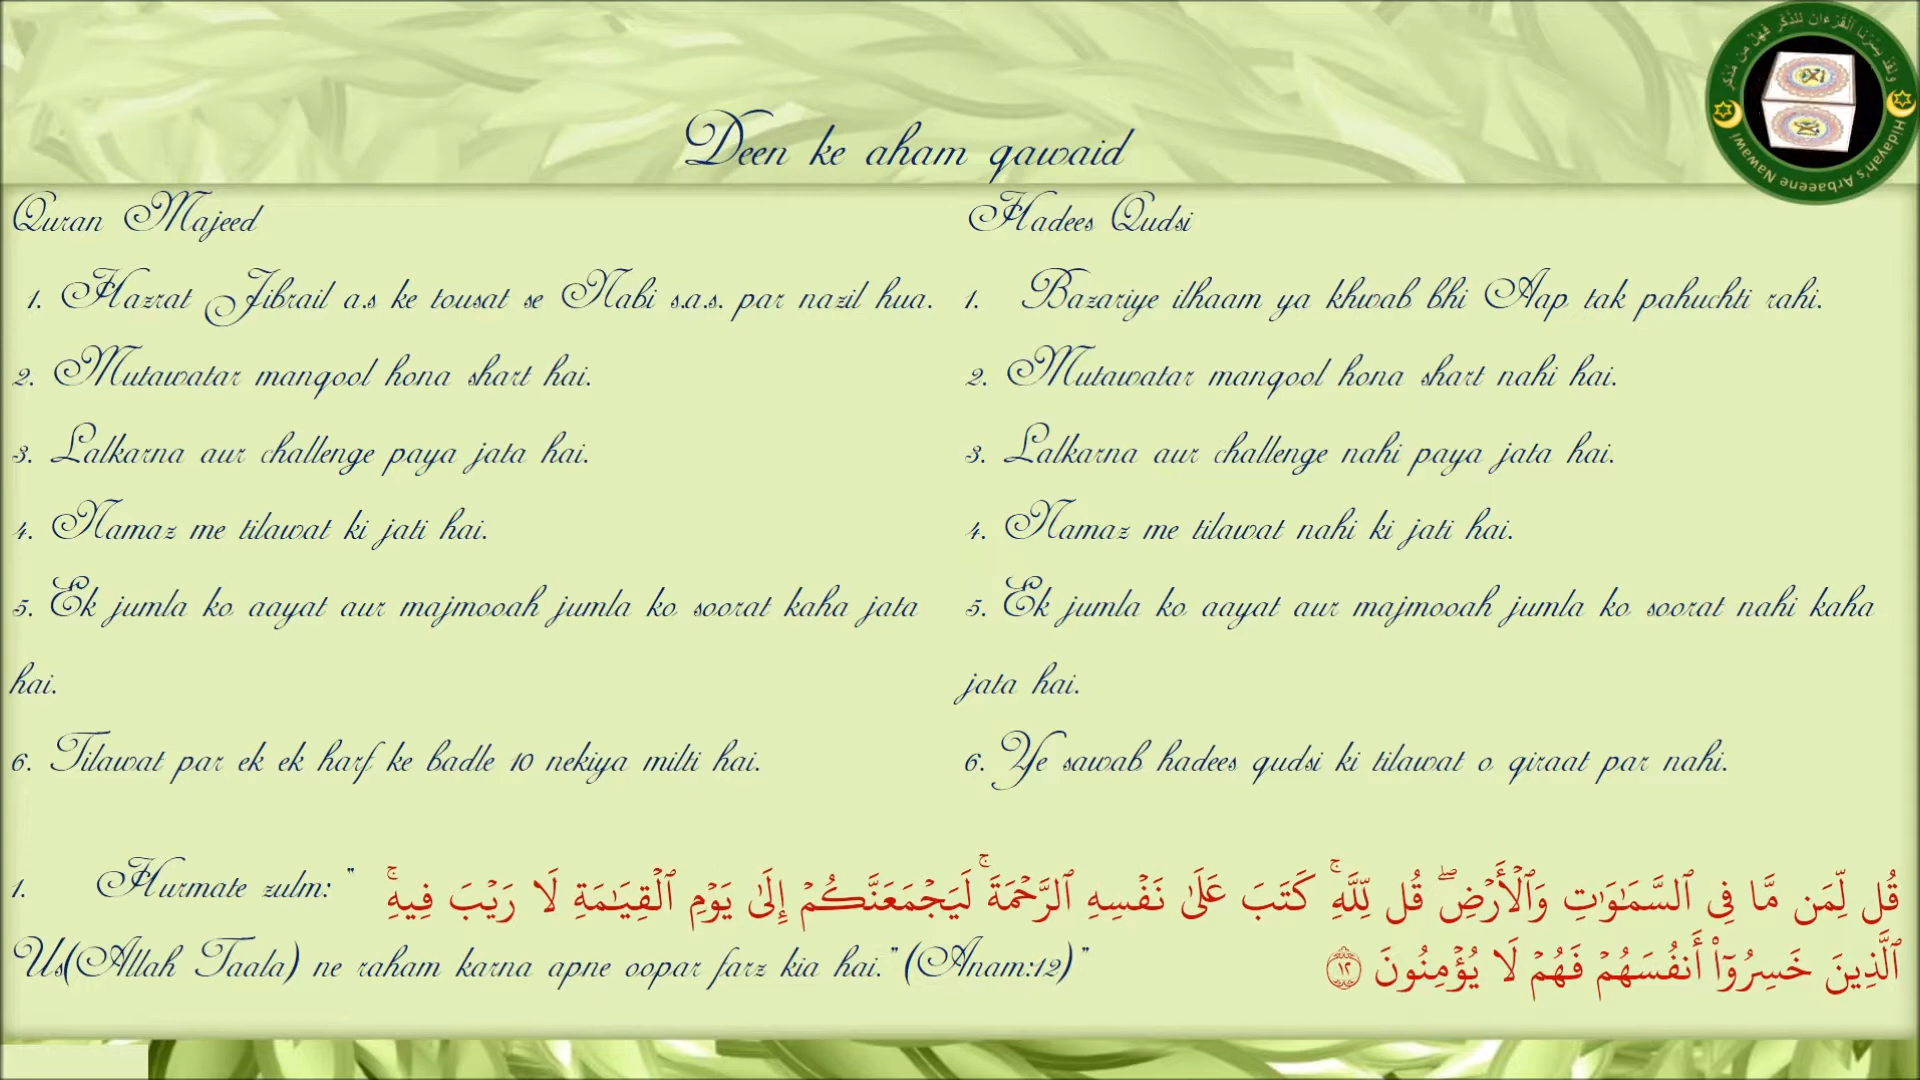 وَلَقَدْ يَسَّرْنَا ٱلْقُرْءَانَ لِلذِّكْرِ فَهَلْ مِن مُّدَّكِرٍ
Hidayah's Arbaeene Nawawi
Deen ke aham qawaid
Quran Majeed
1. Hazrat Jibrail a.s ke tousat se Nabi s.a.s. par nazil hua.
2. Mutawatar manqool hona shart hai.
3. Lalkarna aur challenge paya jata hai.
4. Namaz me tilawat ki jati hai.
5. Ek jumla ko aayat aur majmooah jumla ko soorat kaha jata
hai.
6. Tilawat par ek ek harf ke badle 10 nekiya milti hai.
Hadees Qudsi
1. Bazariye ilhaam ya khwab bhi Aap tak pahuchti rahi.
2. Mutawatar manqool hona shart nahi hai.
3. Lalkarna aur challenge nahi paya jata hai.
4. Namaz me tilawat nahi ki jati hai.
5. Ek jumla ko aayat aur majmooah jumla ko soorat nahi kaha
jata hai.
6. Ye sawab hadees qudsi ki tilawat o qiraat par nahi.
1. Hurmate zulm: "
قُل لِّمَن مَّا فِى ٱلسَّمَٰوَٰتِ وَٱلْأَرْضِ ۖ قُل لِّلَّهِ ۚ كَتَبَ عَلَىٰ نَفْسِهِ ٱلرَّحْمَةَ ۚ لَيَجْمَعَنَّكُمْ إِلَىٰ يَوْمِ ٱلْقِيَٰمَةِ لَا رَيْبَ فِيهِ ۚ
ٱلَّذِينَ خَسِرُوٓا۟ أَنفُسَهُمْ فَهُمْ لَا يُؤْمِنُونَ ١٢
Us(Allah Taala) ne raham karna apne oopar farz kia hai."(Anam:12)"